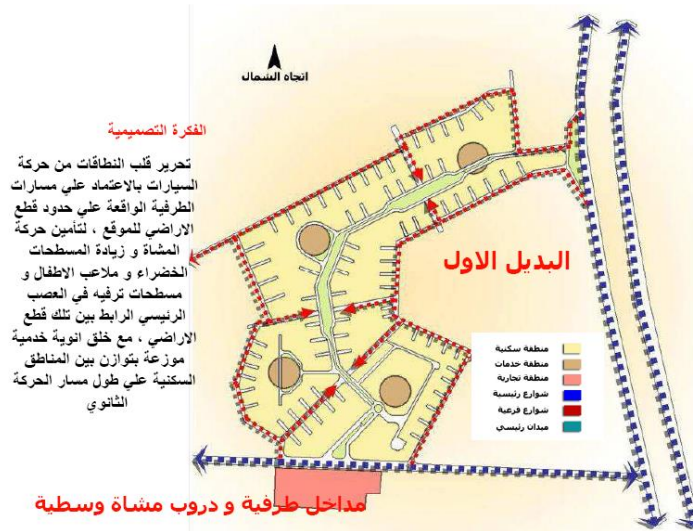 اتجاه الشمال
الفكرة التصميمية
تحرير قلب النطاقات من حركة
السيارات بالاعتماد علي مسارات
الطرفية الواقعة علي حدود قطع
الاراضي للموقع ، لتأمين حركة
المشاة و زيادة المسطحات
الخضراء و ملاعب الاطفال و
مسطحات ترفيه في العصب
الرئيسي الرابط بين تلك قطع
الاراضي ، مع خلق انوية خدمية
موزعة بتوازن بين المناطق
السكنية علي طول مسار الحركة
الثانوي
البديل الاول
منطقة سكنية
منطقة خدمات
منطقة تجارية
شوارع رئيسية
شوارع فرعية
ميدان رئيسي
مداخل طرفية و دروب مشاة وسطية